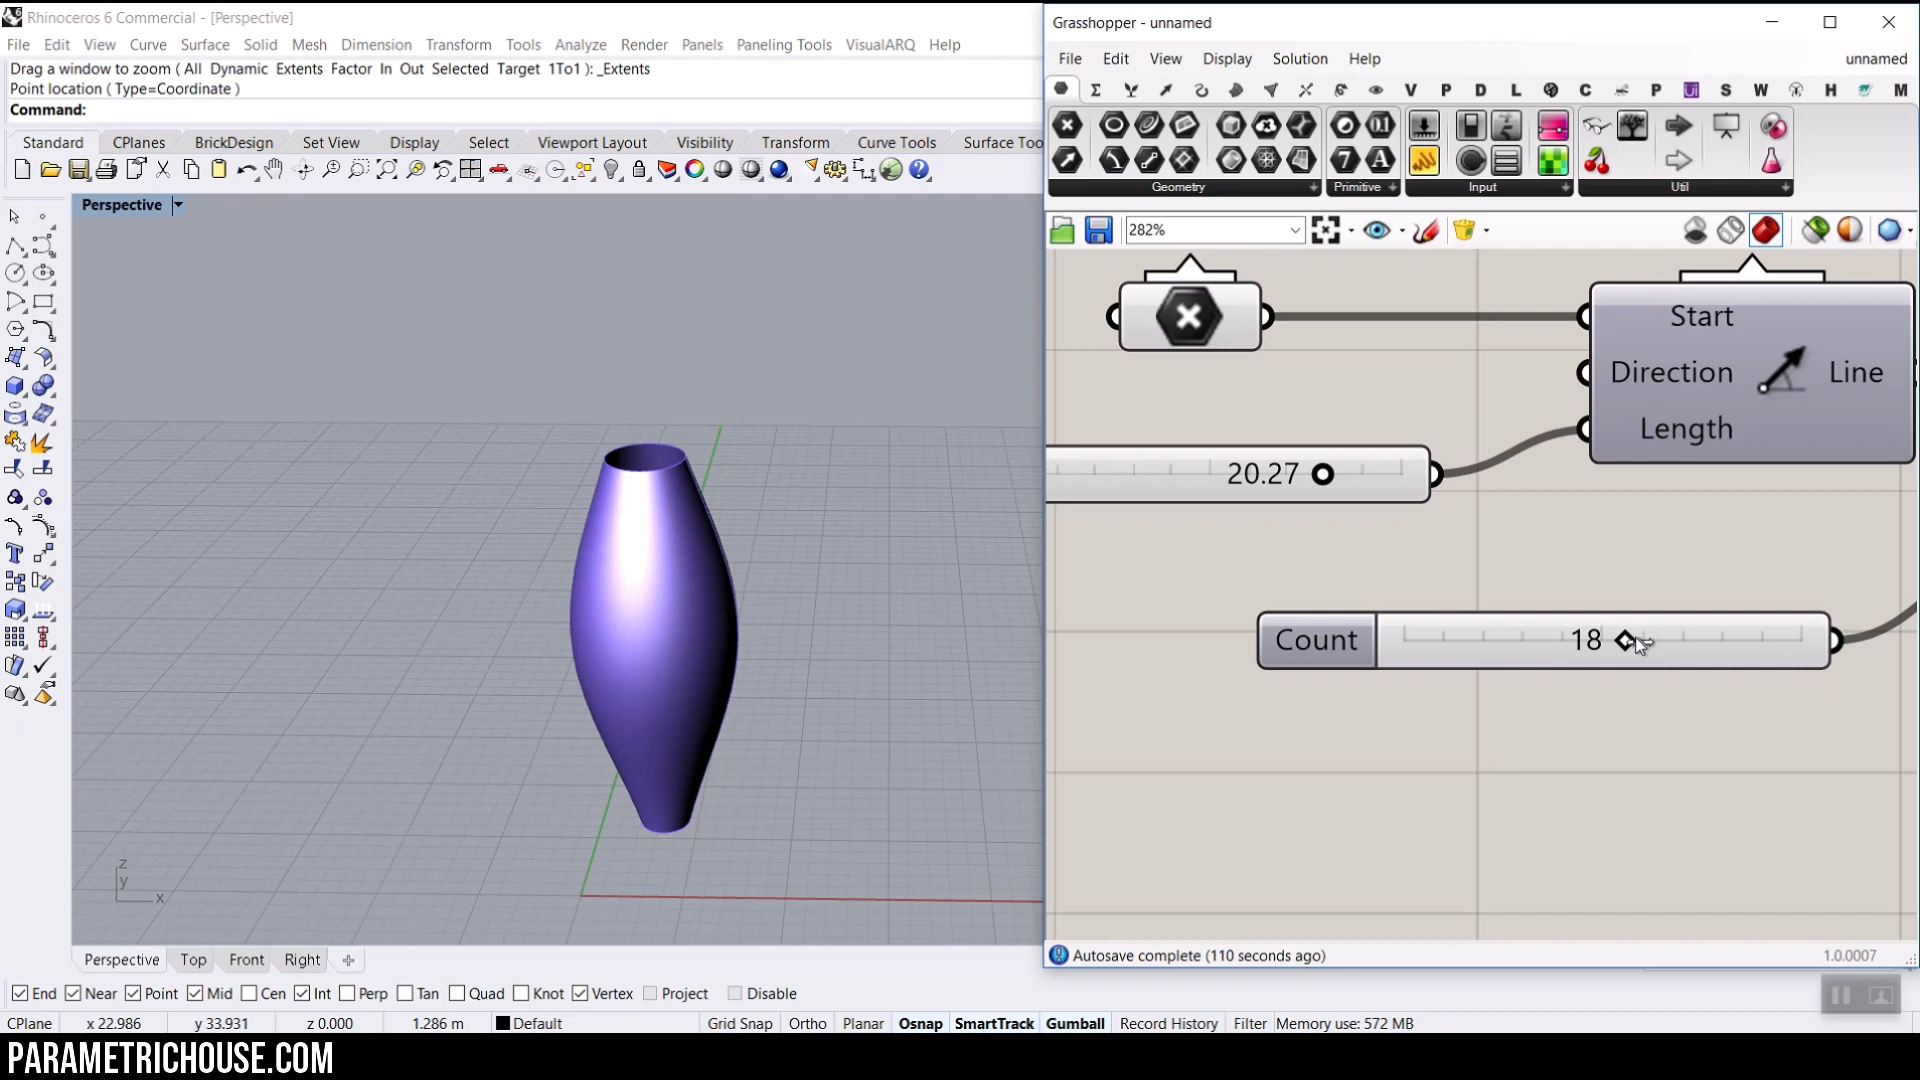 Rhinoceros 6 Commercial - [Perspective]
File Edit View Curve Surface Solid Mesh Dimension Transform Tools Analyze Render Panels Paneling Tools VisualARQ Help
Drag a window to zoom ( All Dynamic Extents Factor In Out Selected Target 1To1 ): _Extents
Point location ( Type=Coordinate )
Command:
Standard CPlanes BrickDesign Set View Display Select Viewport Layout Visibility Transform Curve Tools Surface Too
Perspective
z
y
x
Perspective Top Front Right
End Near Point Mid Cen Int Perp Tan Quad Knot Vertex Project Disable
CPlane x 22.986 y 33.931 z 0.000 1.286 m Default Grid Snap Ortho Planar Osnap SmartTrack Gumball Record History Filter Memory use: 572 MB
PARAMETRICHOUSE.COM
Grasshopper - unnamed
File Edit View Display Solution Help unnamed
V P D L C P Ui S W H M
Geometry Primitive Input Util
282%
Start
Direction Line
Length
20.27
Count 18
Autosave complete (110 seconds ago) 1.0.0007